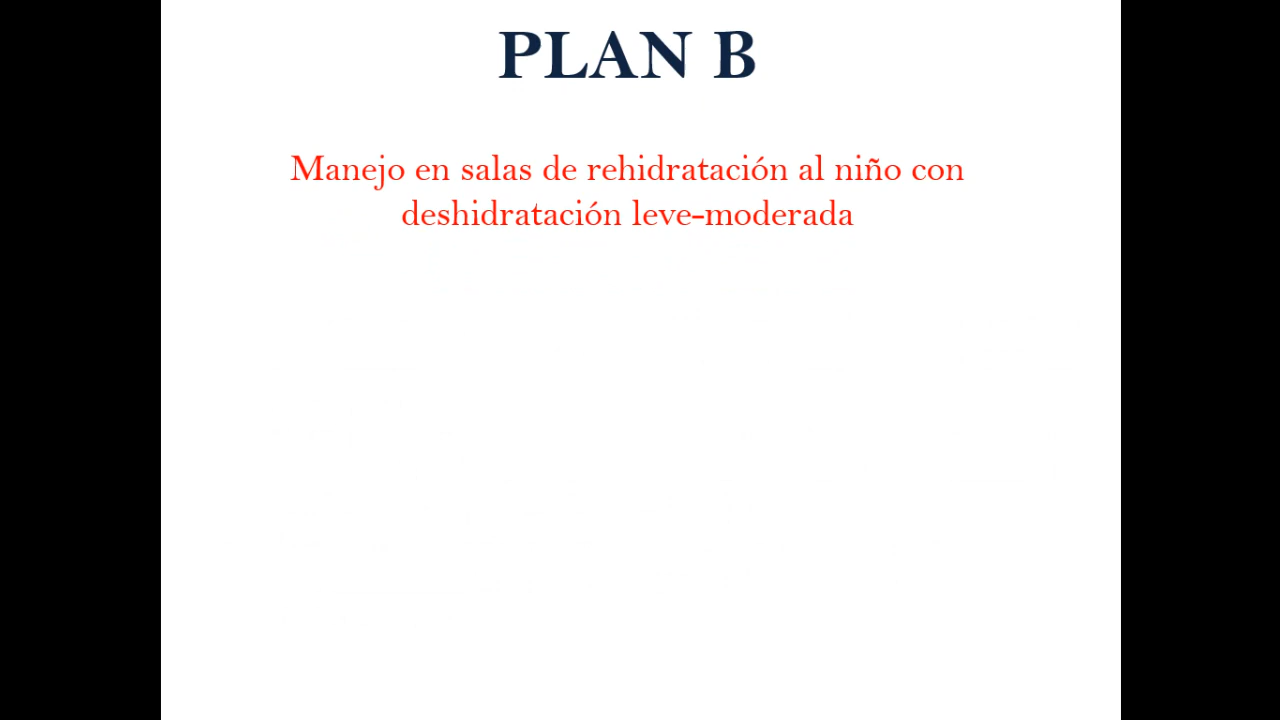 PLAN B
Manejo en salas de rehidratación al niño con
deshidratación leve-moderada